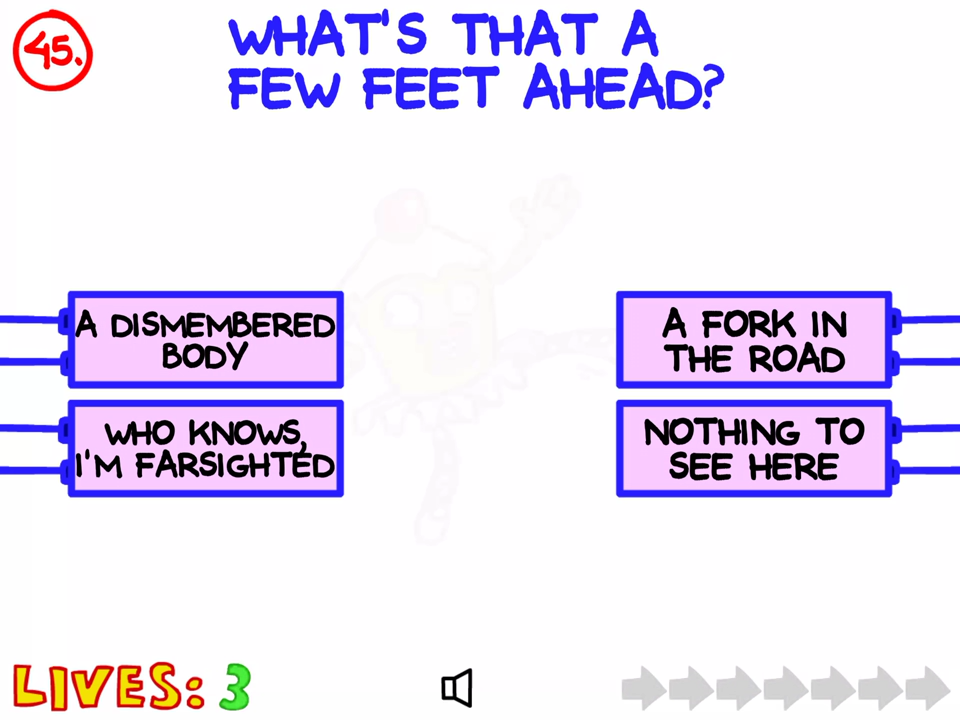 45.
WHAT'S THAT A
FEW FEET AHEAD?
A DISMEMBERED
BODY
A FORK IN
THE ROAD
WHO KNOWS,
I'M FARSIGHTED
NOTHING TO
SEE HERE
LIVES: 3